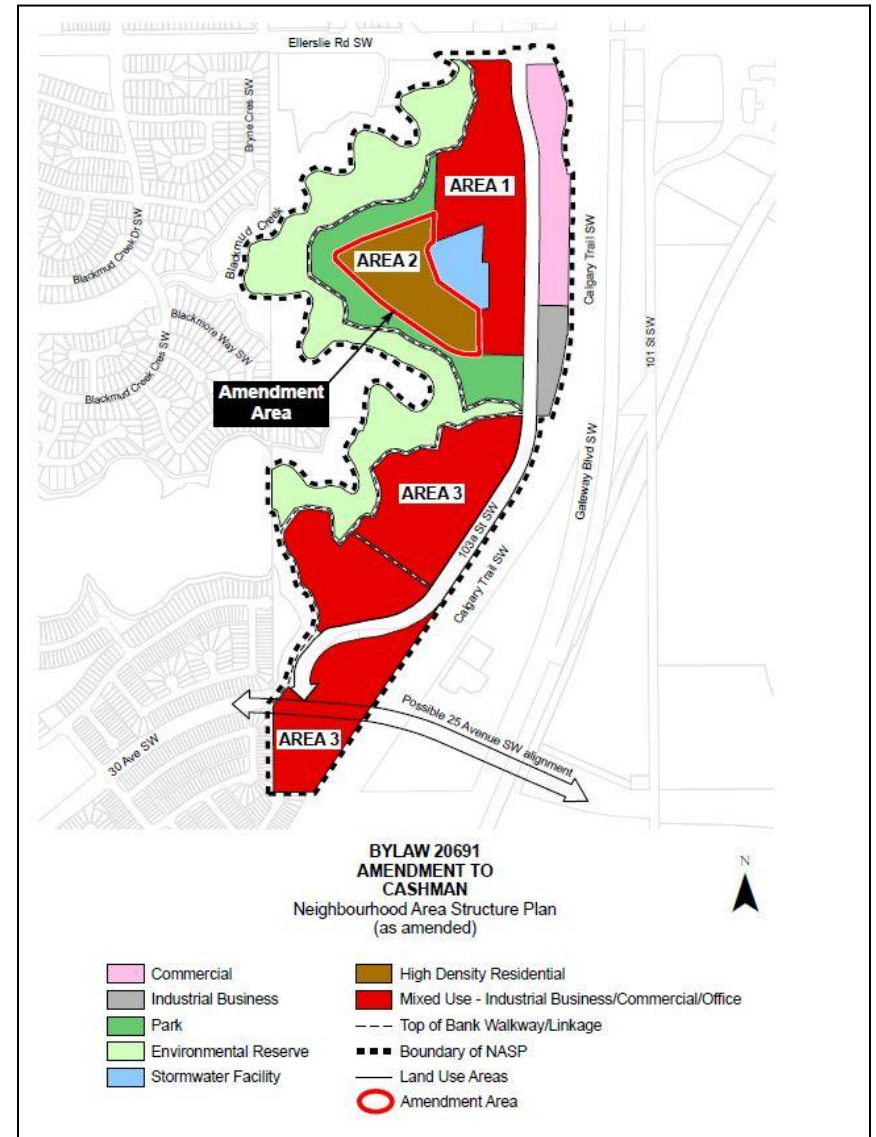 Ellerslie Rd SW
Bryne Cres SW
AREA 1
Blackmud Creek
Blackmud Creek Dr SW
AREA 2
Calgary Trail SW
101 St SW
Blackmore Way SW
Blackmud Creek Cres SW
Amendment
Area
Gateway Blvd SW
AREA 3
103a St SW
Calgary Trail SW
Possible 25 Avenue SW alignment
AREA 3
30 Ave SW
BYLAW 20691
AMENDMENT TO
CASHMAN
Neighbourhood Area Structure Plan
(as amended)
N
Commercial
Industrial Business
Park
Environmental Reserve
Stormwater Facility
High Density Residential
Mixed Use - Industrial Business/Commercial/Office
Top of Bank Walkway/Linkage
Boundary of NASP
Land Use Areas
Amendment Area